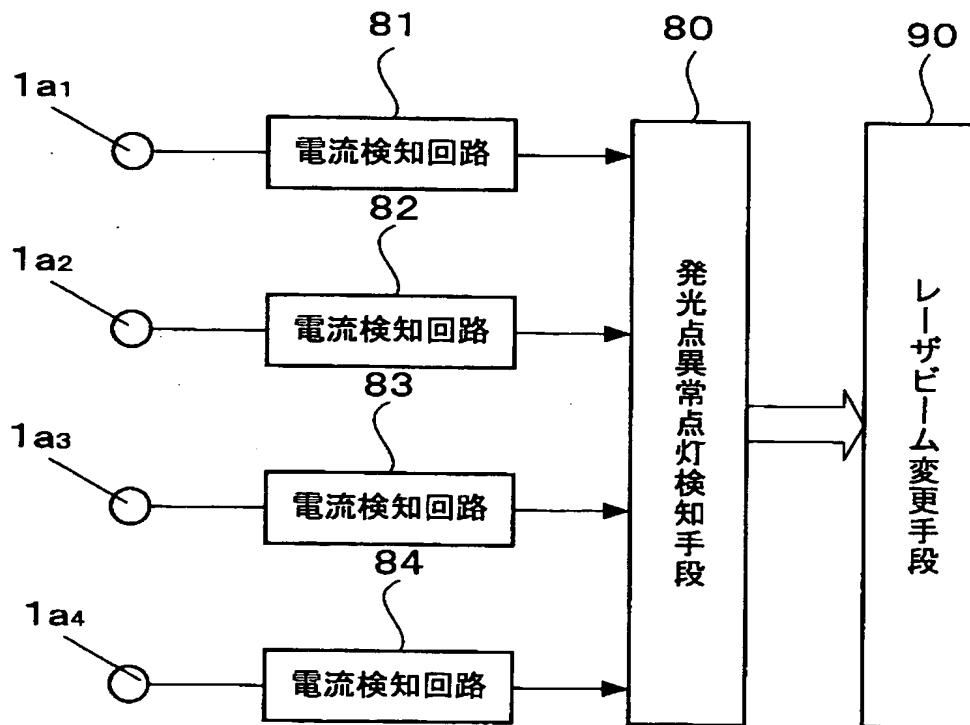 81
80
90
1a1
電流検知回路
82
1a2
電流検知回路
83
1a3
電流検知回路
84
1a4
電流検知回路
発光点異常点灯検知手段
レーザビーム変更手段